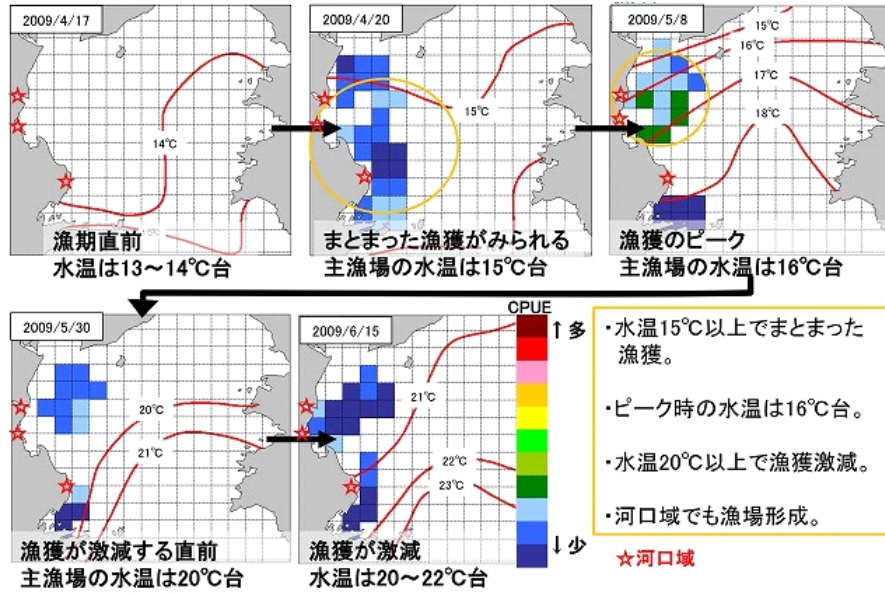 2009/4/17
14℃
漁期直前
水温は13～14℃台
2009/4/20
15℃
まとまった漁獲がみられる
主漁場の水温は15℃台
2009/5/8
15℃
16℃
17℃
18℃
漁獲のピーク
主漁場の水温は16℃台
2009/5/30
20℃
21℃
漁獲が激減する直前
主漁場の水温は20℃台
2009/6/15
21℃
22℃
23℃
漁獲が激減
水温は20～22℃台
CPUE
↑多
↓少
・水温15℃以上でまとまった
漁獲。
・ピーク時の水温は16℃台。
・水温20℃以上で漁獲激減。
・河口域でも漁場形成。
☆河口域